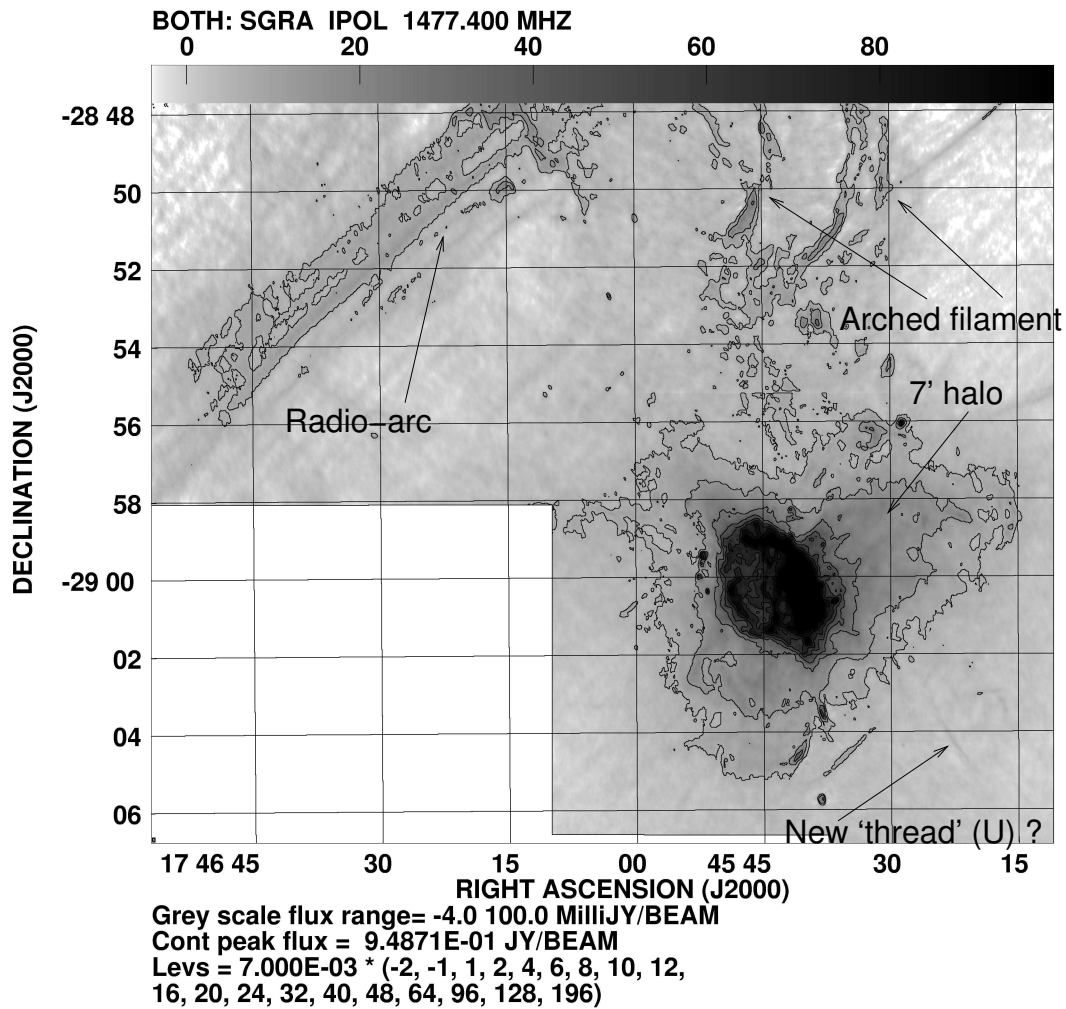 BOTH: SGRA IPOL 1477.400 MHZ
0 20 40 60 80
-28 48
50
52
54
56
58
-29 00
02
04
06
DECLINATION (J2000)
Radio-arc
Arched filament
7' halo
New 'thread' (U) ?
17 46 45 30 15 00 45 45 30 15
RIGHT ASCENSION (J2000)
Grey scale flux range= -4.0 100.0 MilliJY/BEAM
Cont peak flux = 9.4871E-01 JY/BEAM
Levs = 7.000E-03 * (-2, -1, 1, 2, 4, 6, 8, 10, 12,
16, 20, 24, 32, 40, 48, 64, 96, 128, 196)